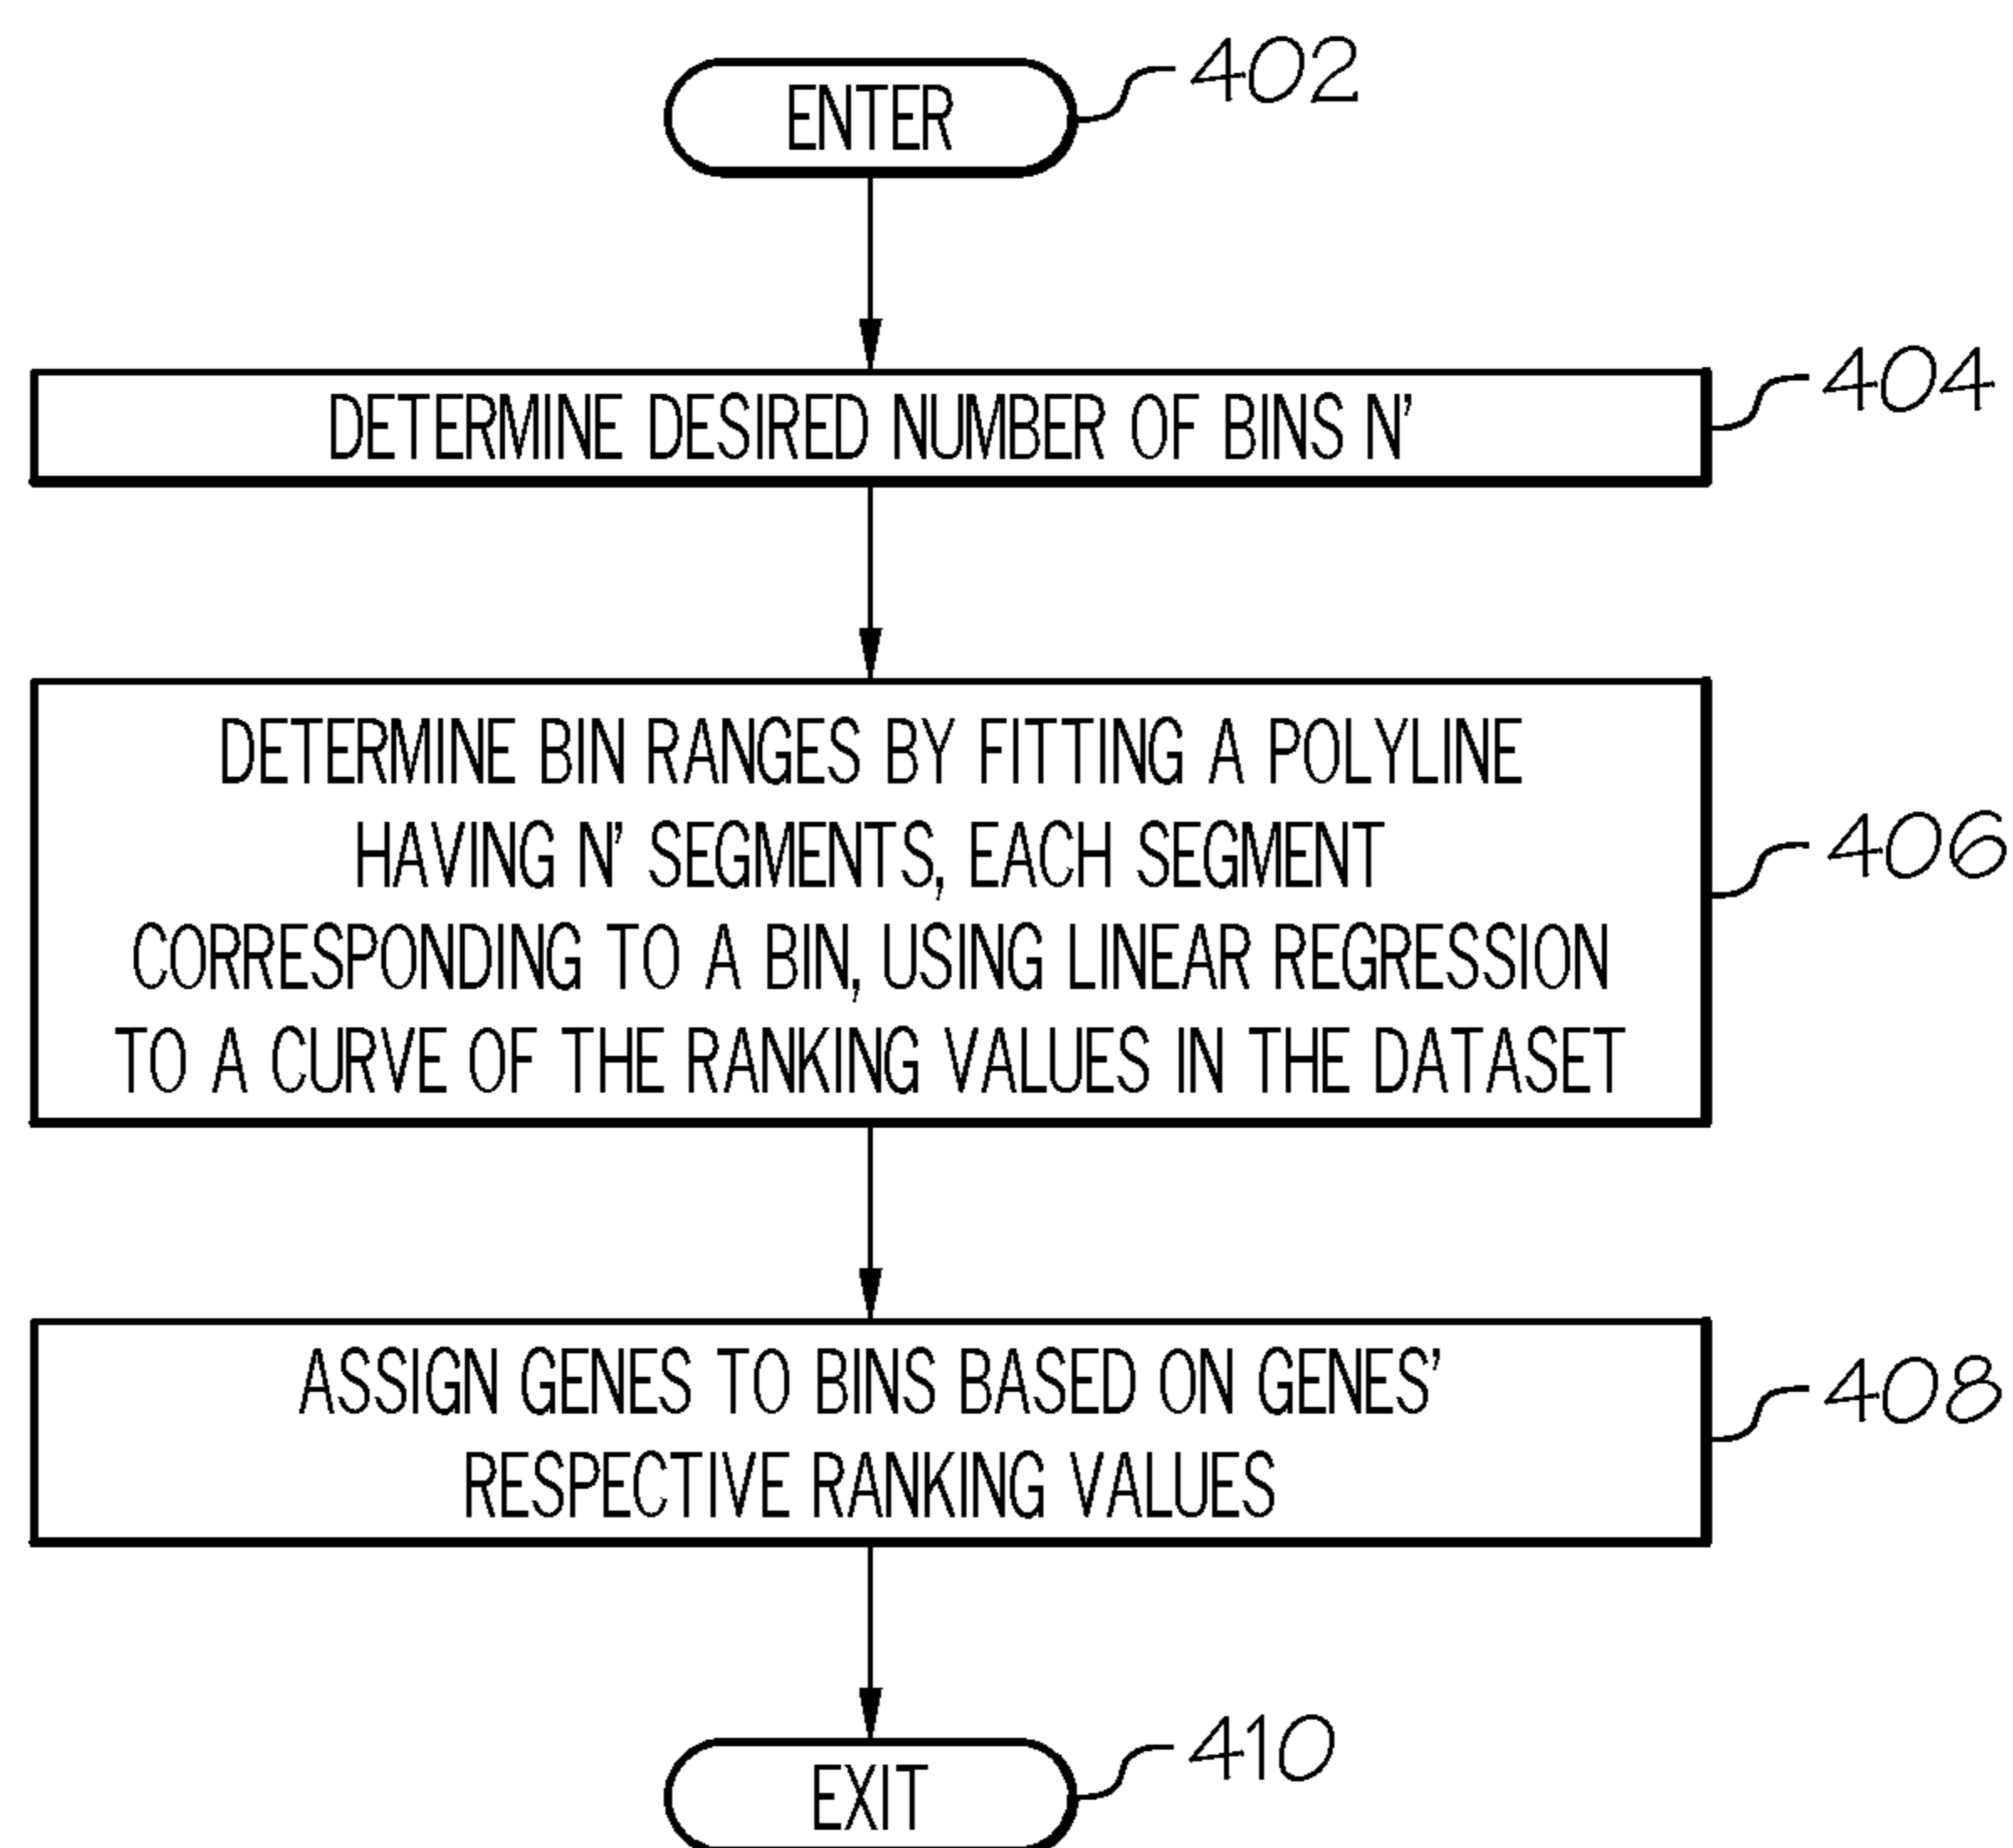 ENTER
402
DETERMINE DESIRED NUMBER OF BINS N'
404
DETERMINE BIN RANGES BY FITTING A POLYLINE
HAVING N' SEGMENTS, EACH SEGMENT
CORRESPONDING TO A BIN, USING LINEAR REGRESSION
TO A CURVE OF THE RANKING VALUES IN THE DATASET
406
ASSIGN GENES TO BINS BASED ON GENES'
RESPECTIVE RANKING VALUES
408
EXIT
410